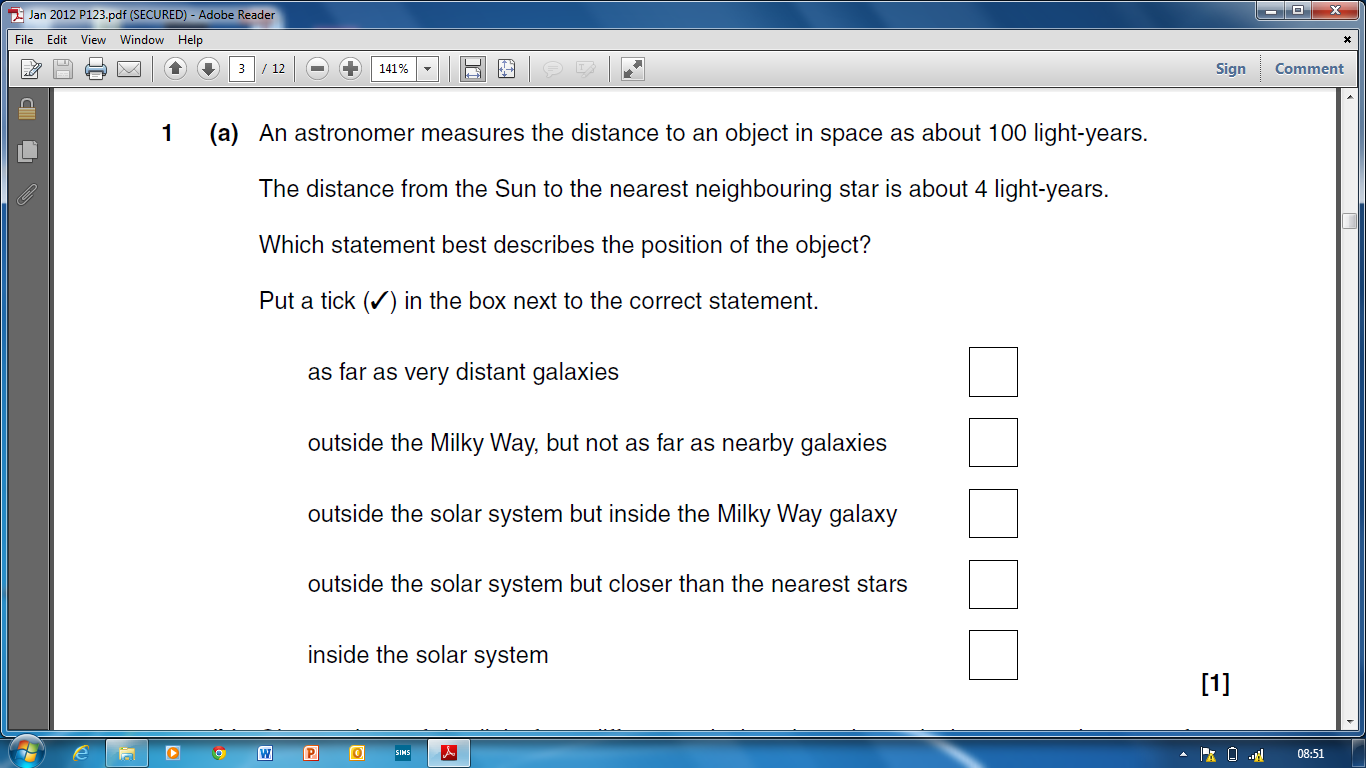 Jan 2012 P123.pdf (SECURED) - Adobe Reader
File Edit View Window Help
3 / 12 141% Sign Comment
1 (a) An astronomer measures the distance to an object in space as about 100 light-years.
The distance from the Sun to the nearest neighbouring star is about 4 light-years.
Which statement best describes the position of the object?
Put a tick (✓) in the box next to the correct statement.
as far as very distant galaxies
outside the Milky Way, but not as far as nearby galaxies
outside the solar system but inside the Milky Way galaxy
outside the solar system but closer than the nearest stars
inside the solar system
[1]
SIMS
08:51